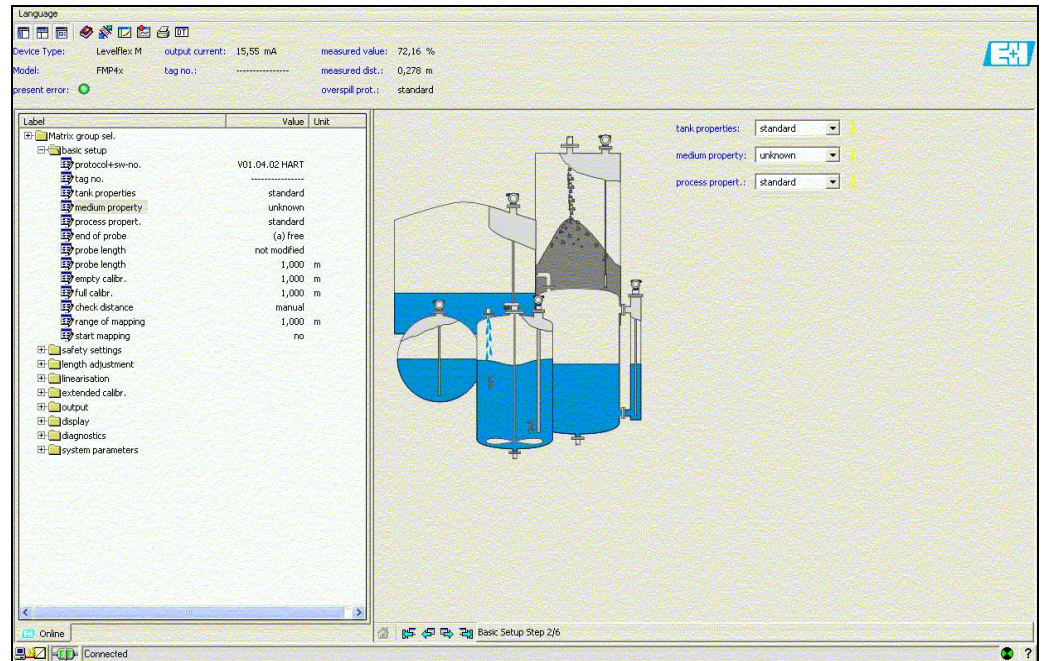 Language
DT
Device Type: Levelflex M output current: 15,55 mA measured value: 72,16 %
Model: FMP4x tag no.: --------------- measured dist.: 0,278 m
present error: overspill prot.: standard
E+H
Label Value Unit
Matrix group sel.
basic setup
protocol+sw-no. V01.04.02 HART
tag no. ---------------
tank properties standard
medium property unknown
process propert. standard
end of probe (a) free
probe length not modified
probe length 1,000 m
empty calibr. 1,000 m
full calibr. 1,000 m
check distance manual
range of mapping 1,000 m
start mapping no
safety settings
length adjustment
linearisation
extended calibr.
output
display
diagnostics
system parameters
tank properties: standard
medium property: unknown
process propert.: standard
Online
Basic Setup Step 2/6
Connected
?